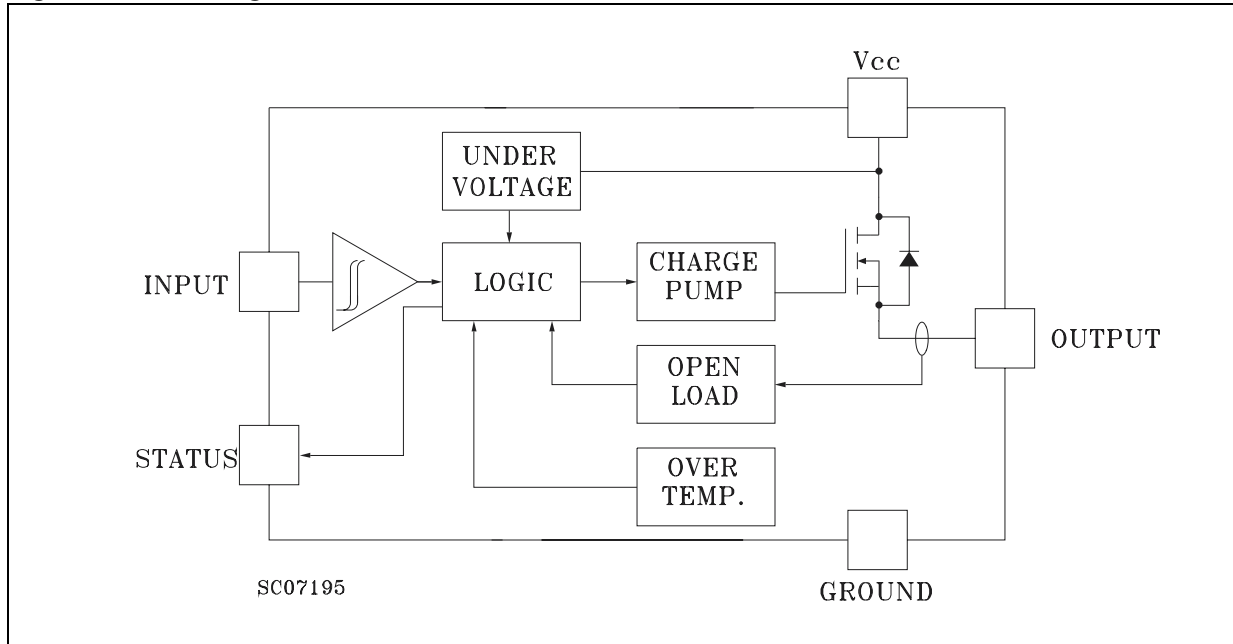 Vcc
UNDER
VOLTAGE
INPUT
LOGIC
CHARGE
PUMP
OUTPUT
OPEN
LOAD
STATUS
OVER
TEMP.
GROUND
SC07195